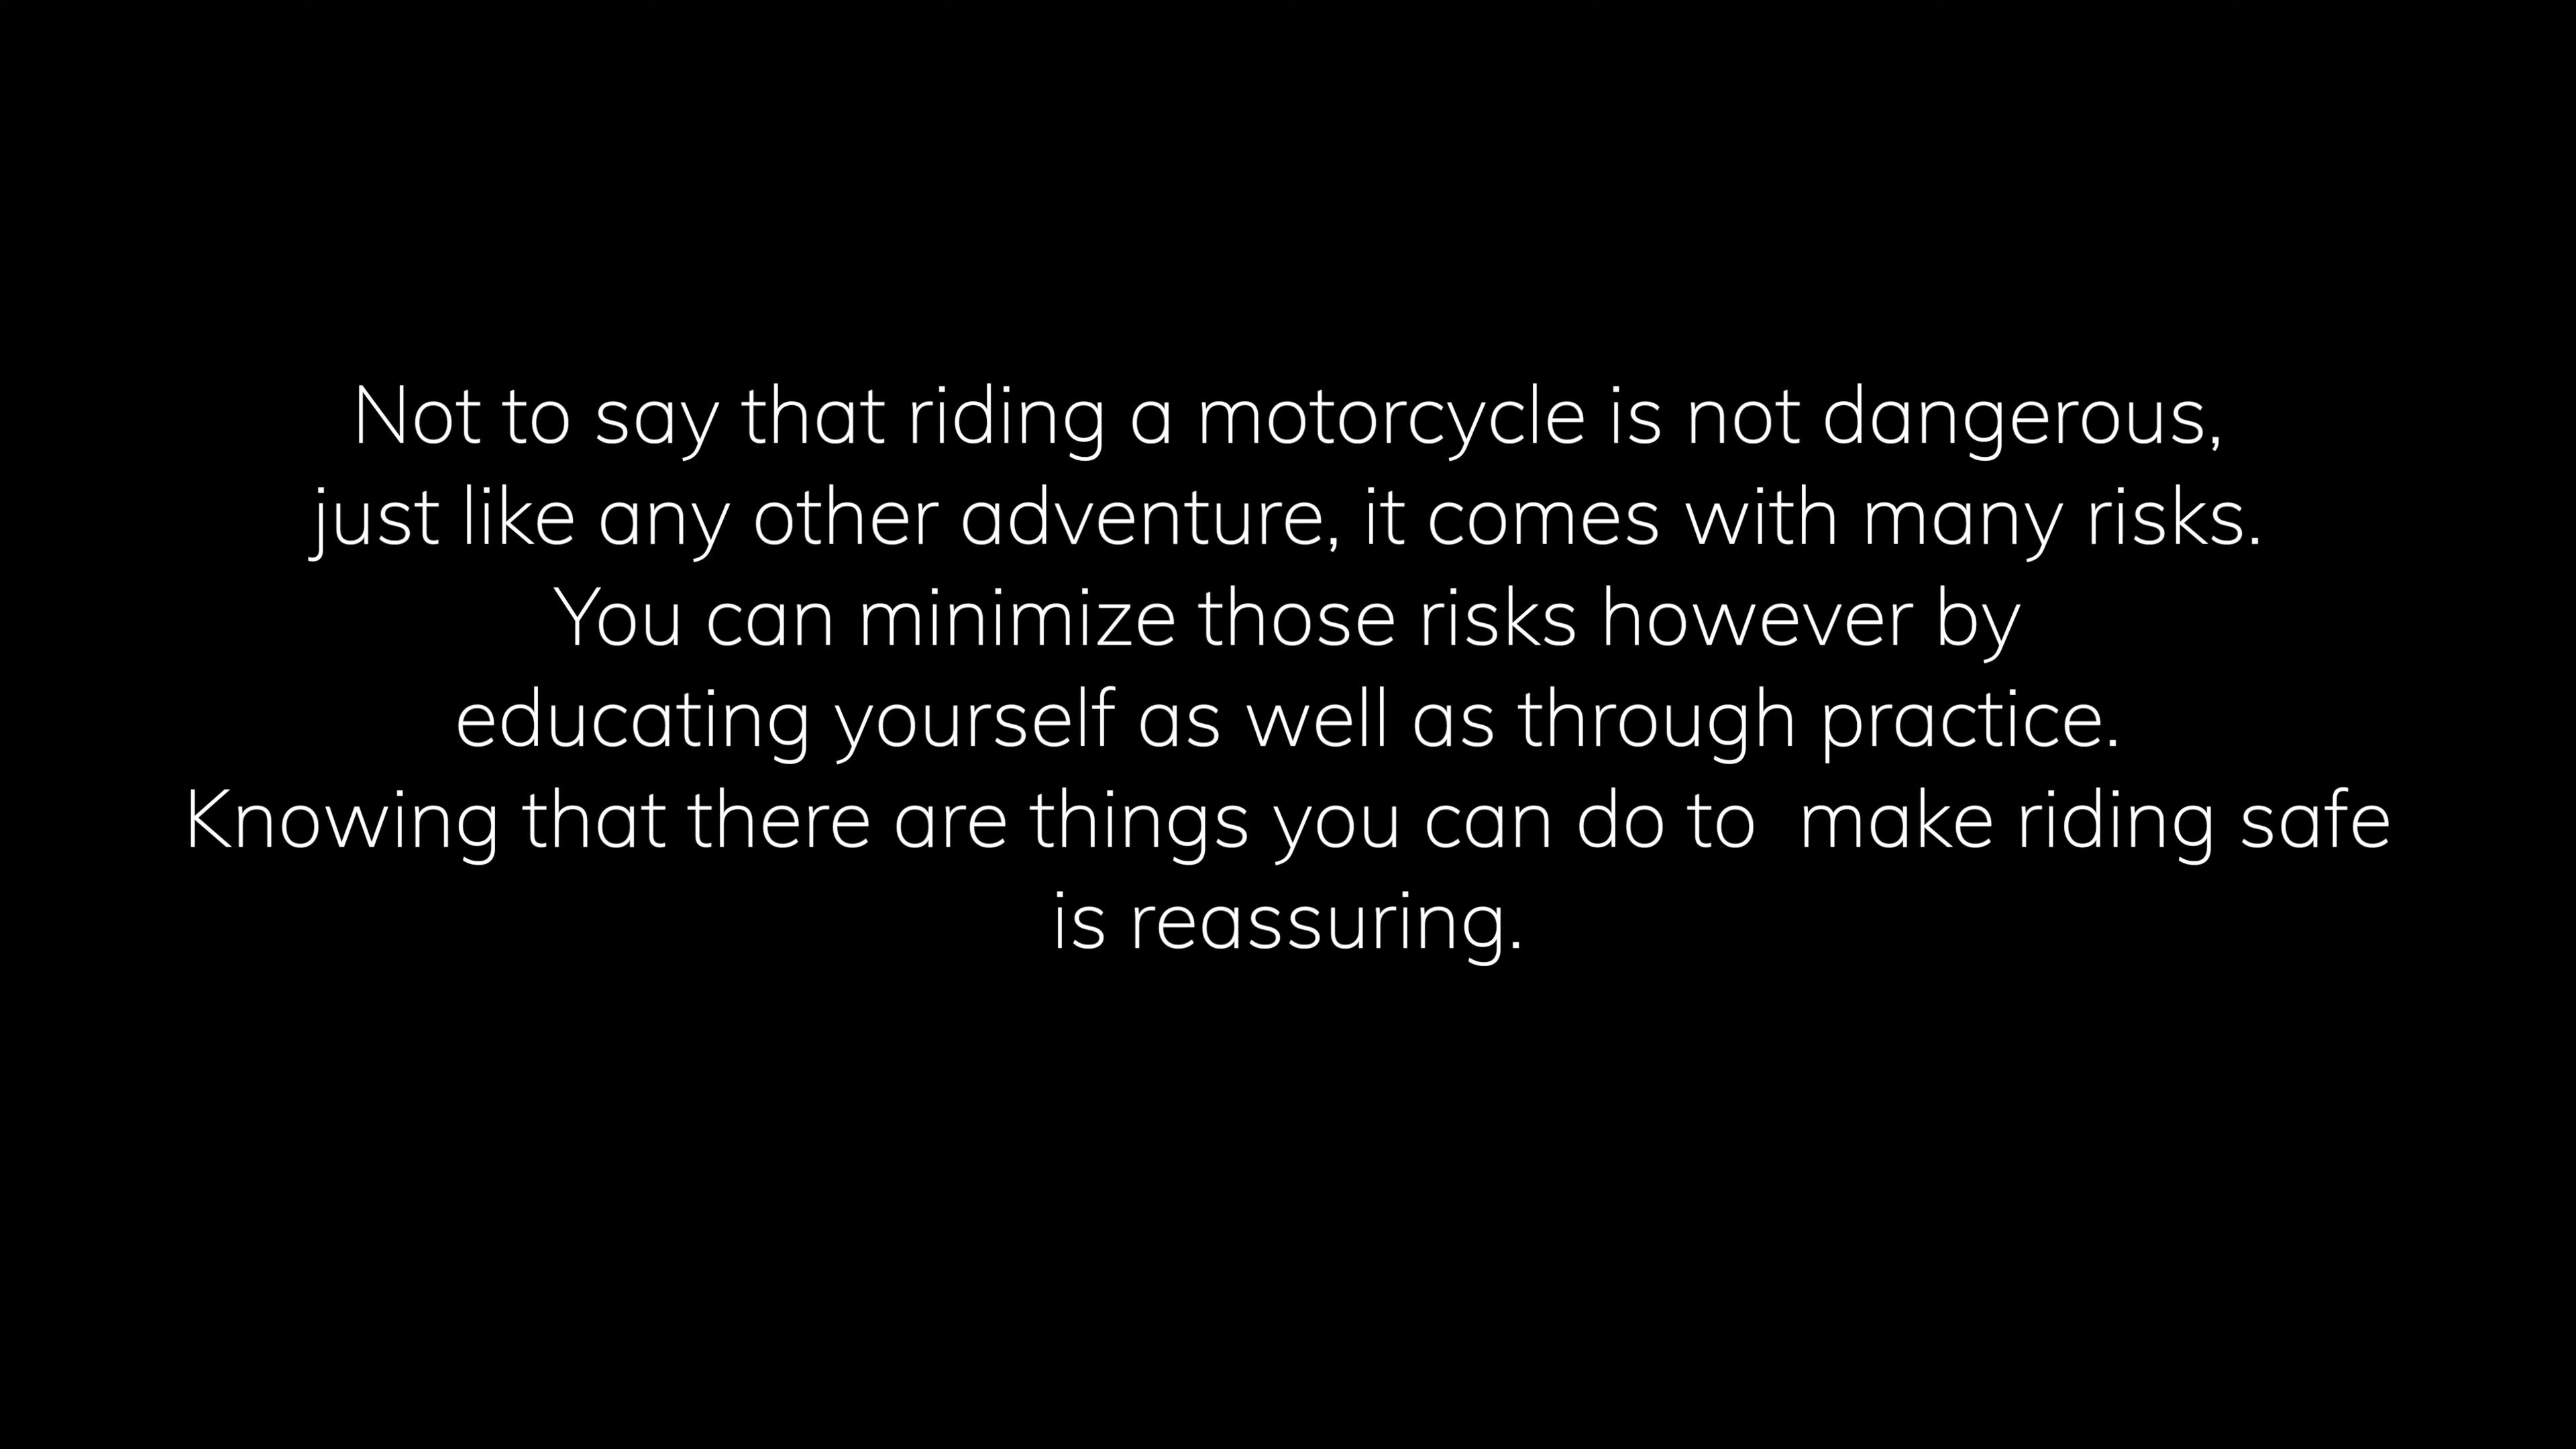 Not to say that riding a motorcycle is not dangerous,
just like any other adventure, it comes with many risks.
You can minimize those risks however by
educating yourself as well as through practice.
Knowing that there are things you can do to  make riding safe
is reassuring.